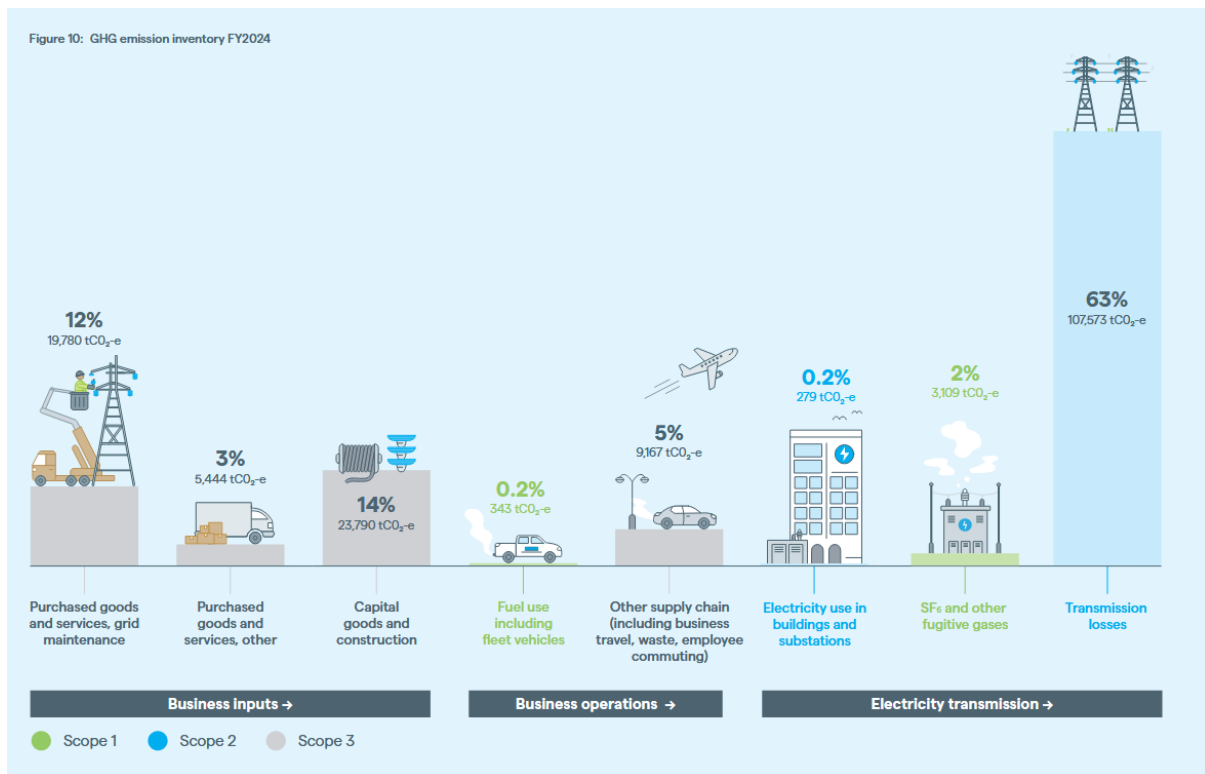 Figure 10: GHG emission inventory FY2024
12%
19,780 tCO₂-e
3%
5,444 tCO₂-e
14%
23,790 tCO₂-e
0.2%
343 tCO₂-e
5%
9,167 tCO₂-e
0.2%
279 tCO₂-e
2%
3,109 tCO₂-e
63%
107,573 tCO₂-e
Purchased goods
and services, grid
maintenance
Purchased
goods and
services, other
Capital
goods and
construction
Fuel use
including
fleet vehicles
Other supply chain
(including business
travel, waste, employee
commuting)
Electricity use in
buildings and
substations
SF₆ and other
fugitive gases
Transmission
losses
Business inputs →
Business operations →
Electricity transmission →
Scope 1
Scope 2
Scope 3